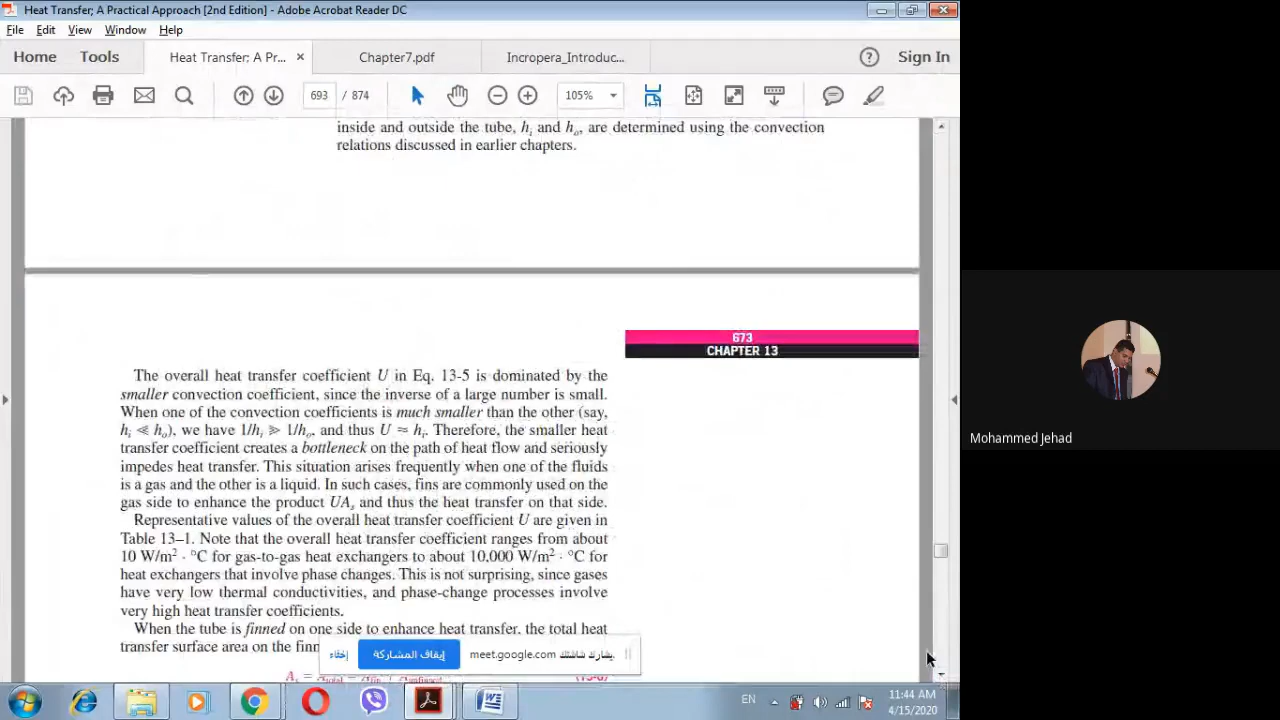 Heat Transfer; A Practical Approach [2nd Edition] - Adobe Acrobat Reader DC
File Edit View Window Help
Home Tools Heat Transfer; A Pr... × Chapter7.pdf Incropera_Introduc... ? Sign In
693 / 874 105%
inside and outside the tube, hᵢ and hₒ, are determined using the convection
relations discussed in earlier chapters.
673
CHAPTER 13
The overall heat transfer coefficient U in Eq. 13-5 is dominated by the
smaller convection coefficient, since the inverse of a large number is small.
When one of the convection coefficients is much smaller than the other (say,
hᵢ ≪ hₒ), we have 1/hᵢ ≫ 1/hₒ, and thus U ≈ hᵢ. Therefore, the smaller heat
transfer coefficient creates a bottleneck on the path of heat flow and seriously
impedes heat transfer. This situation arises frequently when one of the fluids
is a gas and the other is a liquid. In such cases, fins are commonly used on the
gas side to enhance the product UAₛ and thus the heat transfer on that side.
Representative values of the overall heat transfer coefficient U are given in
Table 13–1. Note that the overall heat transfer coefficient ranges from about
10 W/m² · °C for gas-to-gas heat exchangers to about 10,000 W/m² · °C for
heat exchangers that involve phase changes. This is not surprising, since gases
have very low thermal conductivities, and phase-change processes involve
very high heat transfer coefficients.
When the tube is finned on one side to enhance heat transfer, the total heat
transfer surface area on the finn
إخفاء إيقاف المشاركة meet.google.com يشارك شاشتك
Mohammed Jehad
EN 11:44 AM
4/15/2020